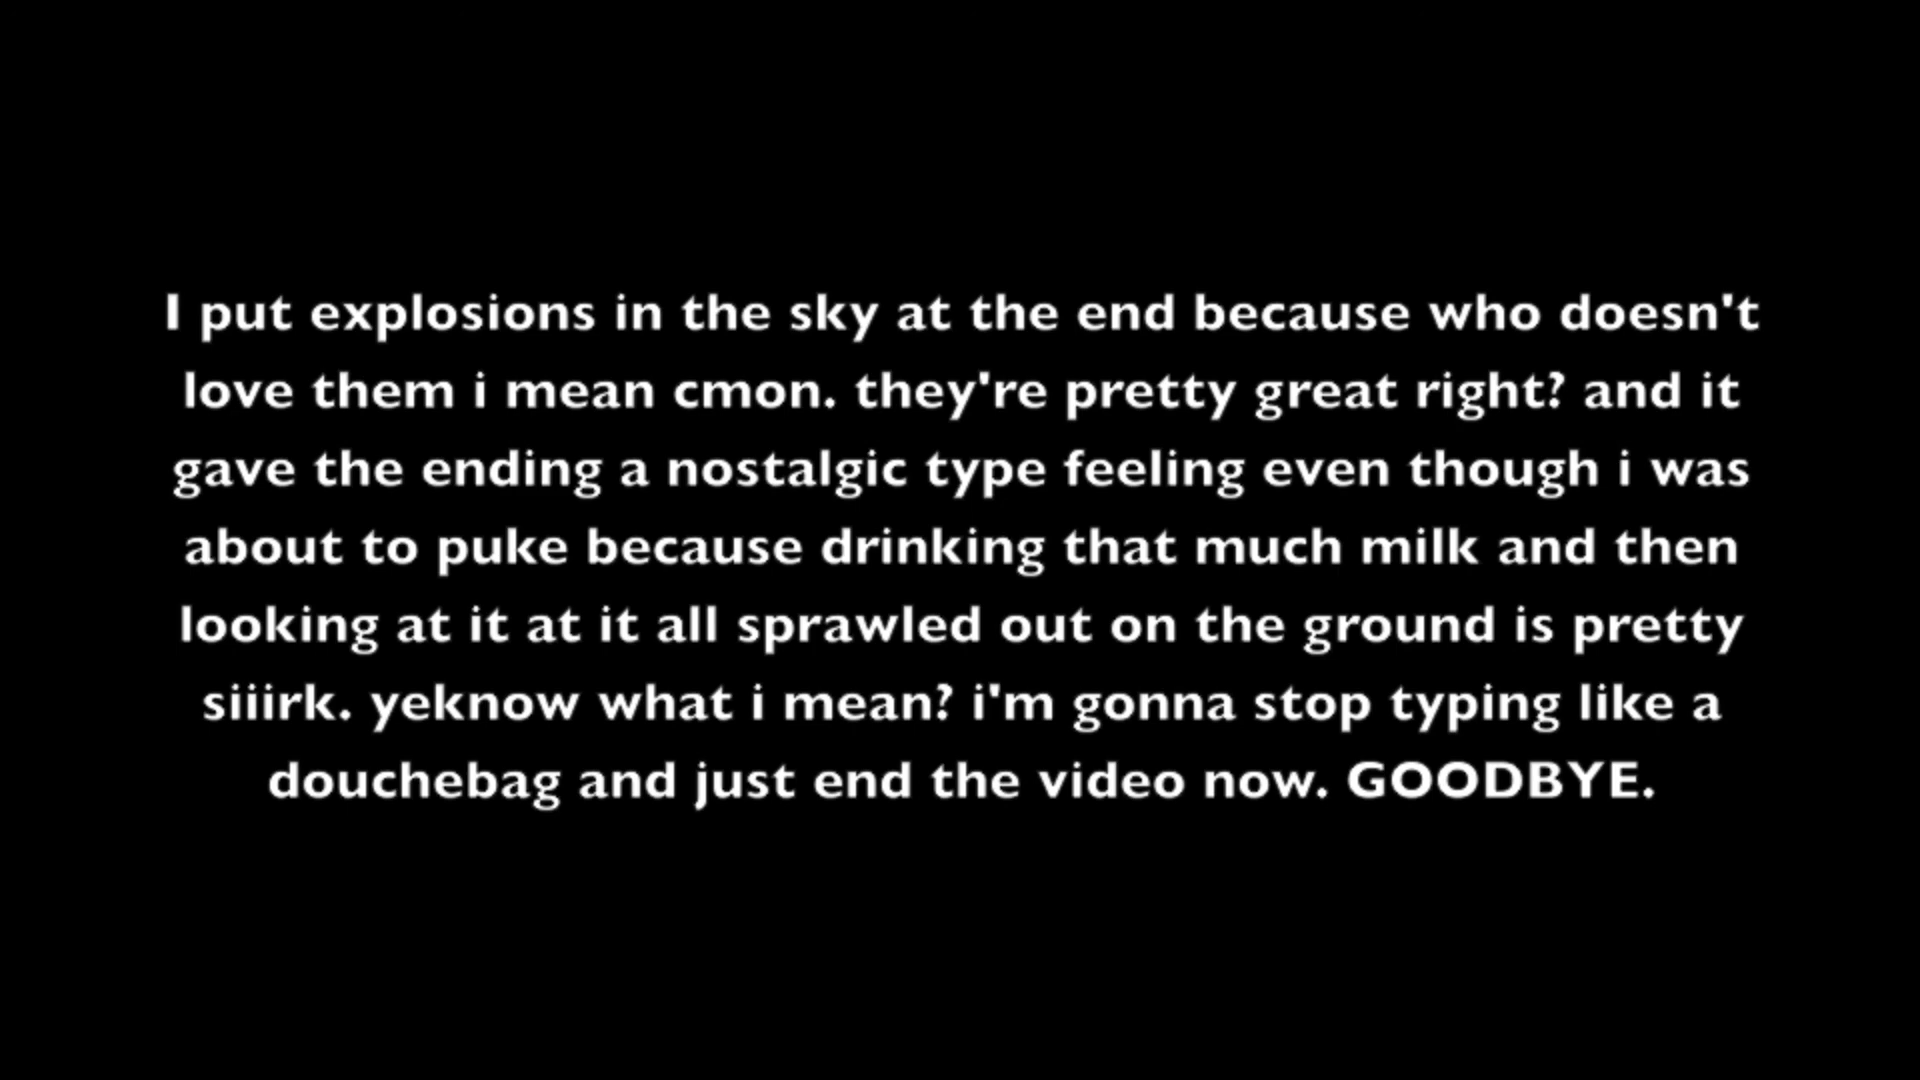 I put explosions in the sky at the end because who doesn't
love them i mean cmon. they're pretty great right? and it
gave the ending a nostalgic type feeling even though i was
about to puke because drinking that much milk and then
looking at it at it all sprawled out on the ground is pretty
siiirk. yeknow what i mean? i'm gonna stop typing like a
douchebag and just end the video now. GOODBYE.